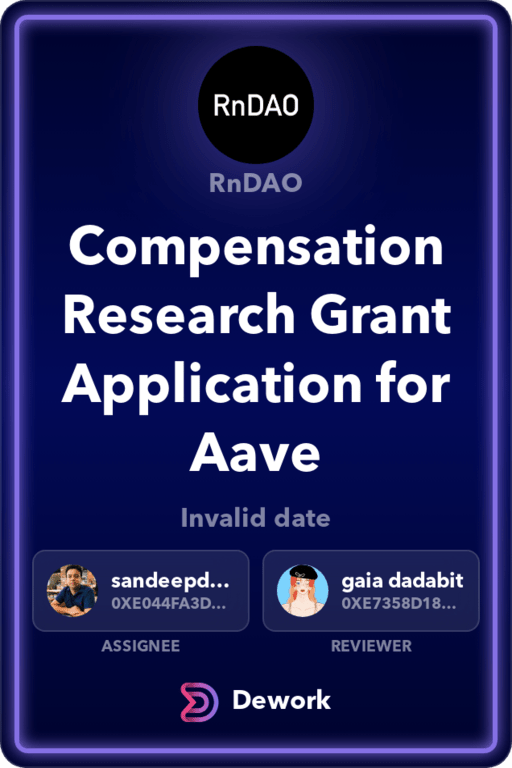 RnDAO
RnDAO
Compensation
Research Grant
Application for
Aave
Invalid date
sandeepd...
0XE044FA3D...
gaia dadabit
0XE7358D18...
ASSIGNEE
REVIEWER
Dework